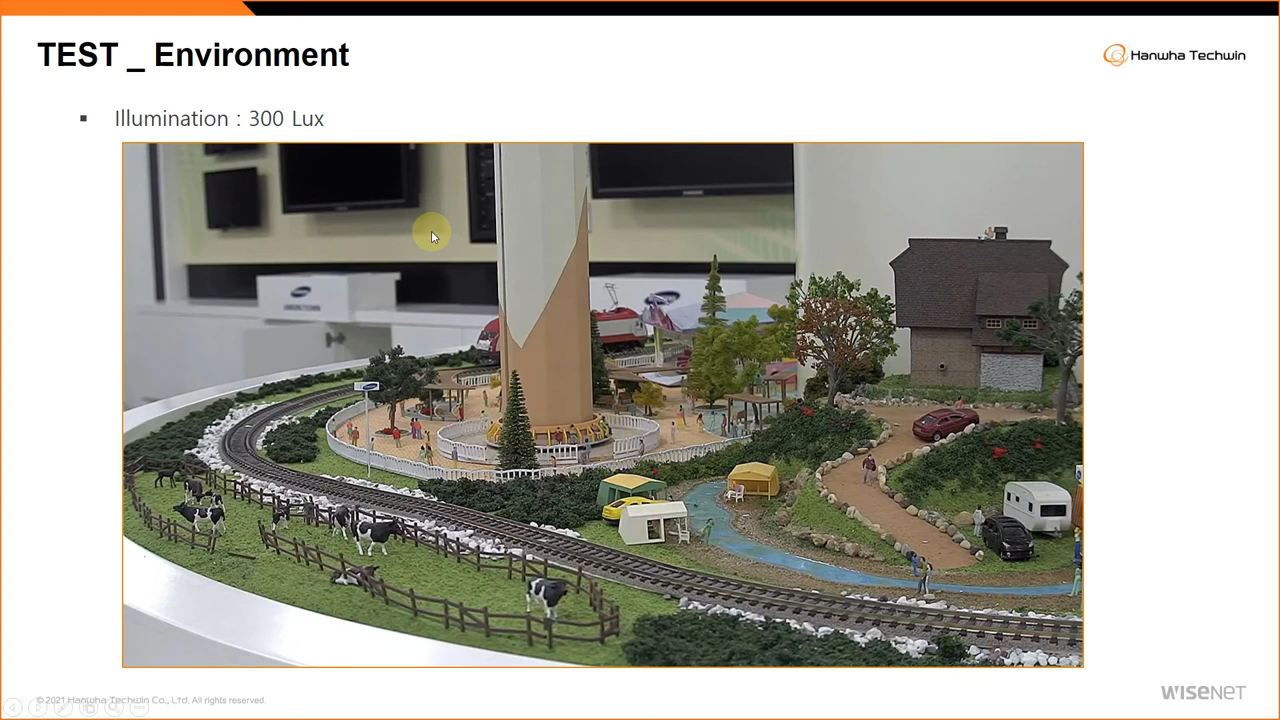 TEST _ Environment
Hanwha Techwin
▪ Illumination : 300 Lux
© 2021 Hanwha Techwin Co., Ltd. All rights reserved.
WISENET